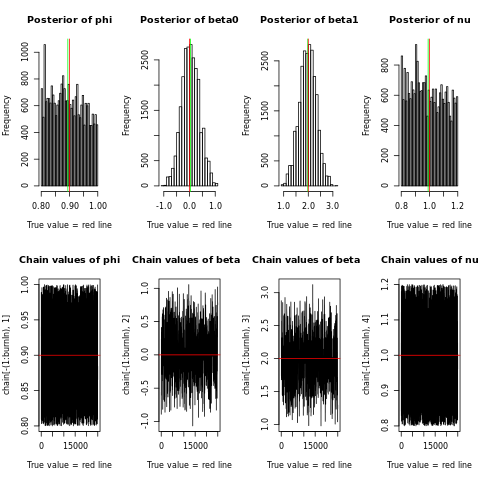 Posterior of phi
Frequency
0 200 400 600 800 1000
0.80 0.90 1.00
True value = red line
Posterior of beta0
Frequency
0 500 1500 2500
-1.0 0.0 1.0
True value = red line
Posterior of beta1
Frequency
0 500 1500 2500
1.0 2.0 3.0
True value = red line
Posterior of nu
Frequency
0 200 400 600 800
0.8 1.0 1.2
True value = red line
Chain values of phi
chain[-(1:burnIn), 1]
0.80 0.85 0.90 0.95 1.00
0 15000
True value = red line
Chain values of beta
chain[-(1:burnIn), 2]
-1.0 -0.5 0.0 0.5 1.0
0 15000
True value = red line
Chain values of beta
chain[-(1:burnIn), 3]
1.0 1.5 2.0 2.5 3.0
0 15000
True value = red line
Chain values of nu
chain[-(1:burnIn), 4]
0.8 0.9 1.0 1.1 1.2
0 15000
True value = red line